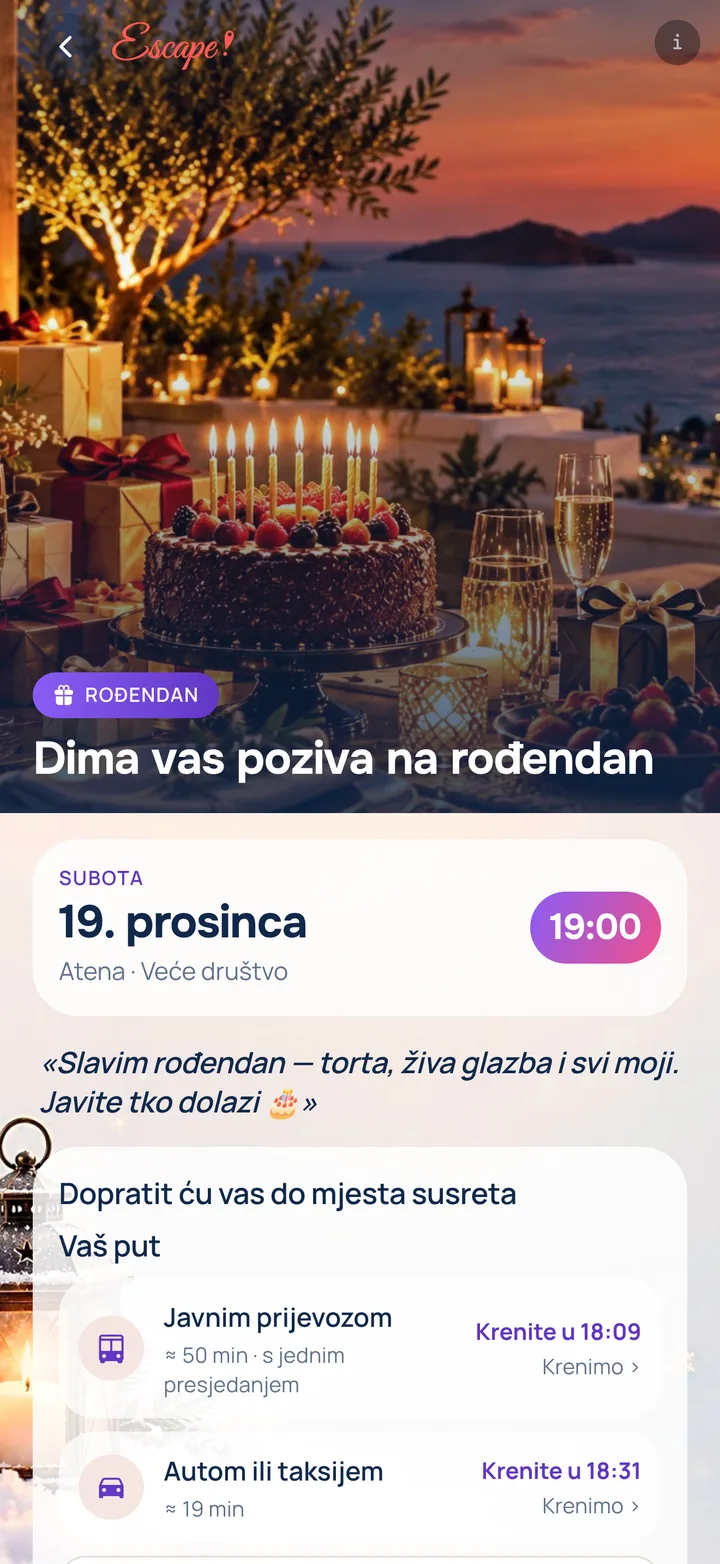 Escape!
i
ROĐENDAN
Dima vas poziva na rođendan
SUBOTA
19. prosinca
Atena · Veće društvo
19:00
«Slavim rođendan — torta, živa glazba i svi moji.
Javite tko dolazi 🎂»
Dopratit ću vas do mjesta susreta
Vaš put
Javnim prijevozom
≈ 50 min · s jednim
presjedanjem
Krenite u 18:09
Krenimo ›
Autom ili taksijem
≈ 19 min
Krenite u 18:31
Krenimo ›